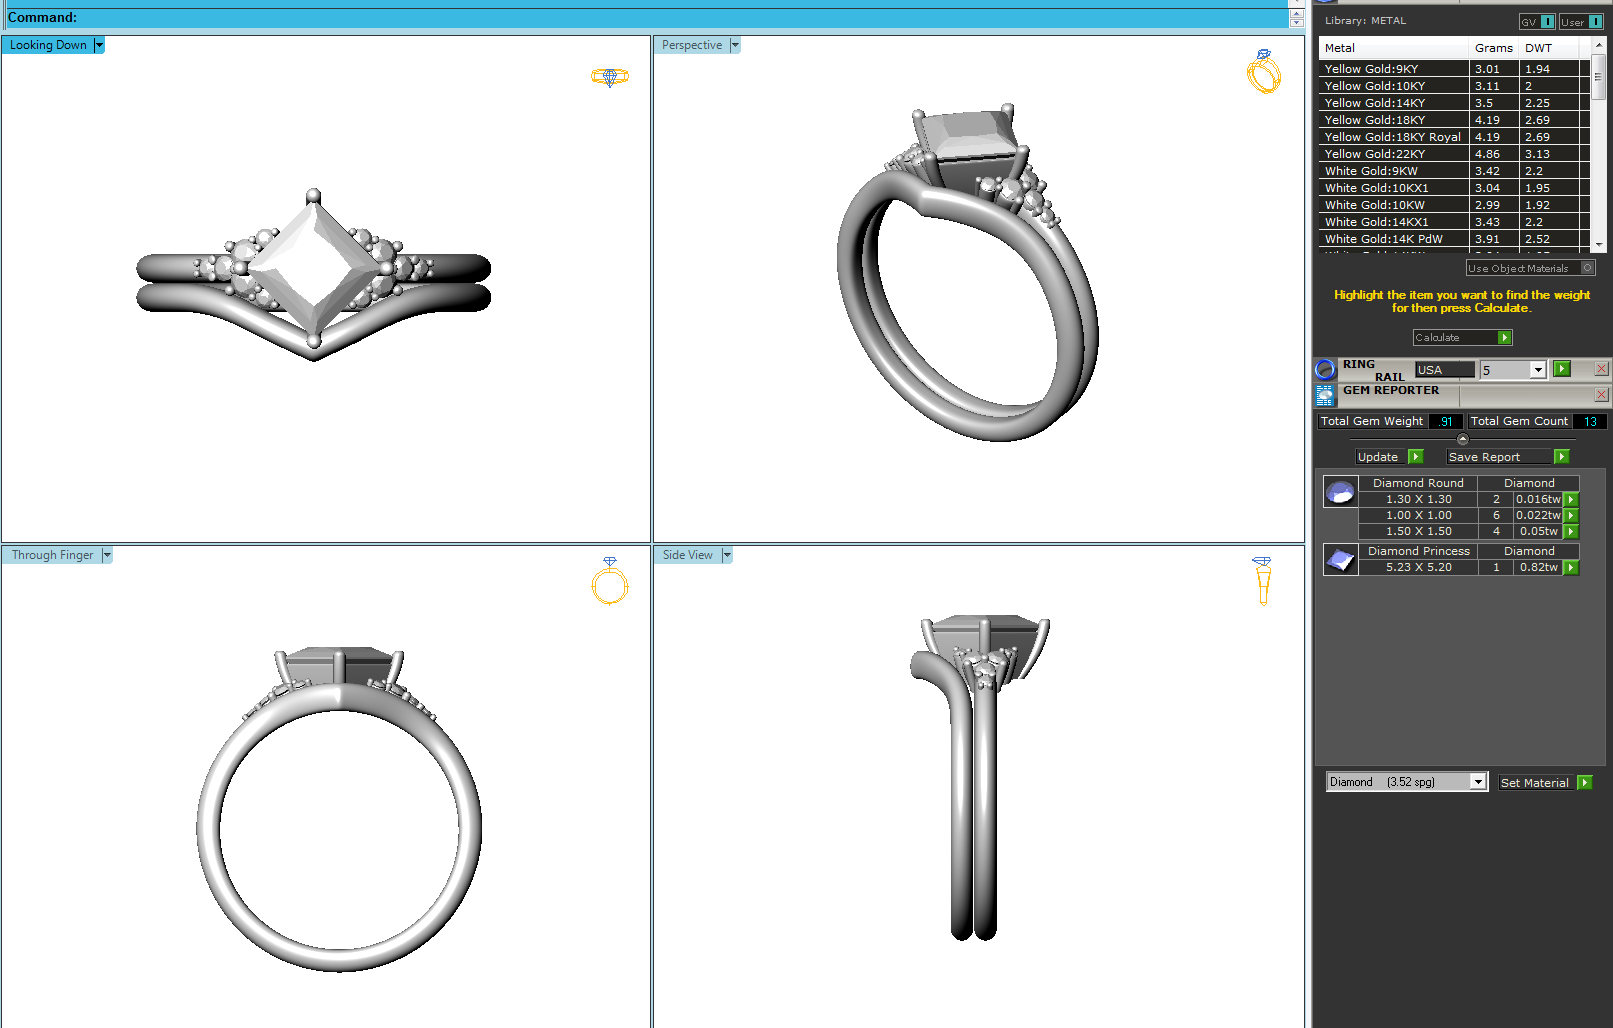 Command:
Looking Down
Perspective
Through Finger
Side View
Library: METAL
GV
User
Metal Grams DWT
Yellow Gold:9KY 3.01 1.94
Yellow Gold:10KY 3.11 2
Yellow Gold:14KY 3.5 2.25
Yellow Gold:18KY 4.19 2.69
Yellow Gold:18KY Royal 4.19 2.69
Yellow Gold:22KY 4.86 3.13
White Gold:9KW 3.42 2.2
White Gold:10KX1 3.04 1.95
White Gold:10KW 2.99 1.92
White Gold:14KX1 3.43 2.2
White Gold:14K PdW 3.91 2.52
Use Object Materials
Highlight the item you want to find the weight
for then press Calculate.
Calculate
RING
RAIL USA 5
GEM REPORTER
Total Gem Weight .91 Total Gem Count 13
Update Save Report
Diamond Round Diamond
1.30 X 1.30 2 0.016tw
1.00 X 1.00 6 0.022tw
1.50 X 1.50 4 0.05tw
Diamond Princess Diamond
5.23 X 5.20 1 0.82tw
Diamond (3.52 spg) Set Material